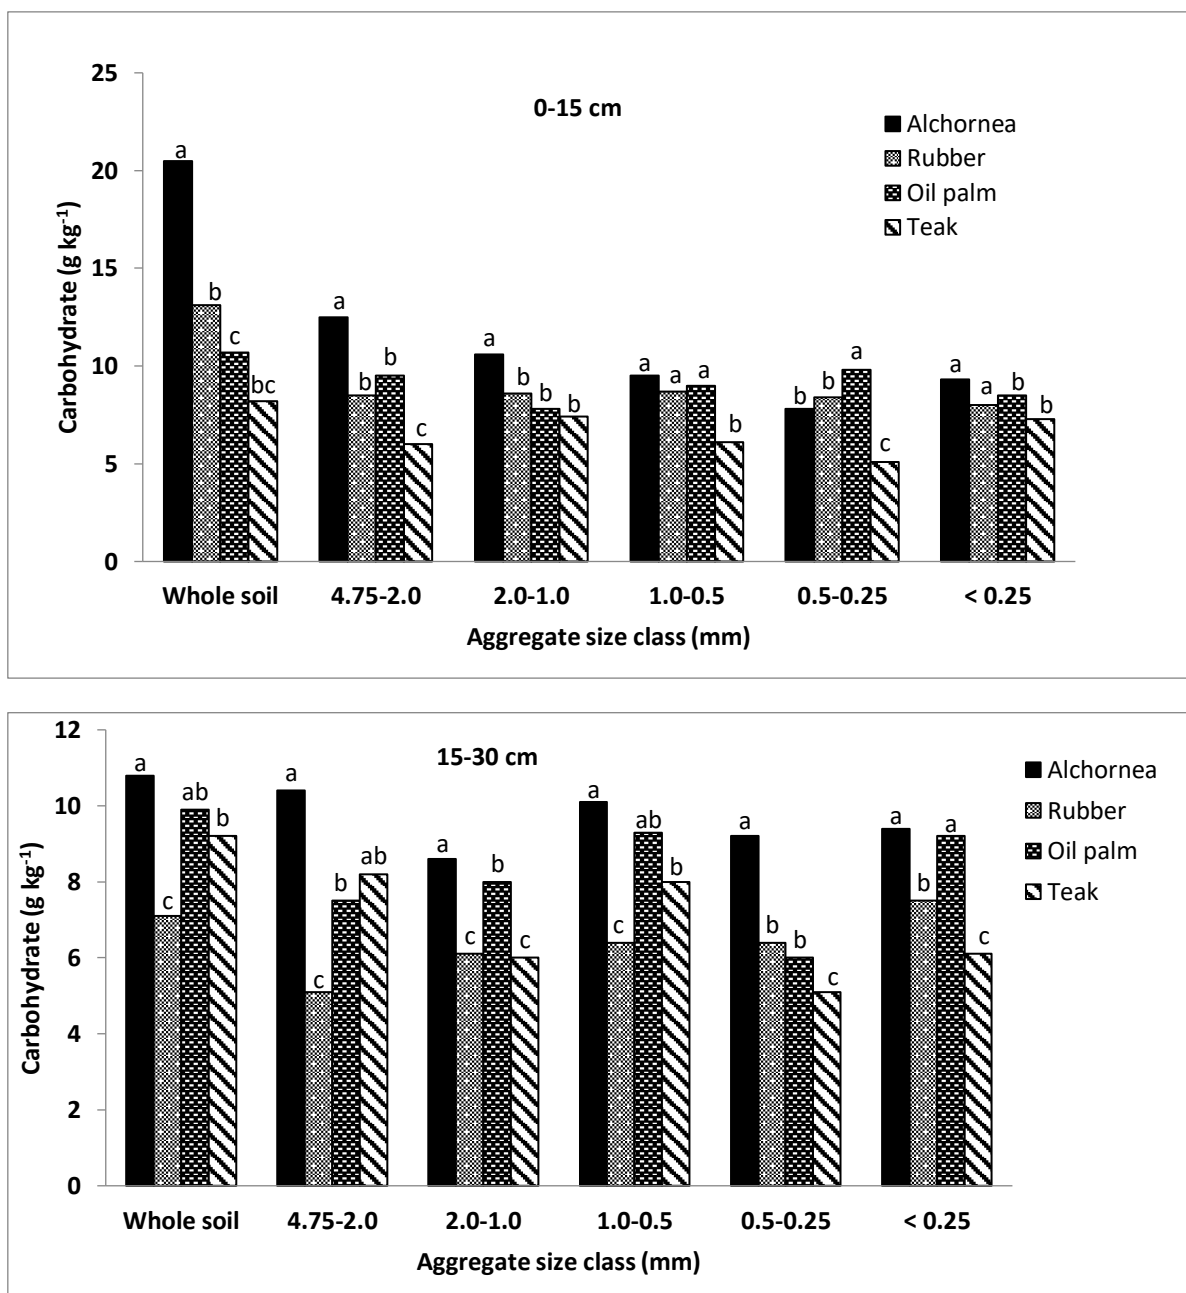 25
20
15
10
5
0
Carbohydrate (g kg-1)
0-15 cm
Alchornea
Rubber
Oil palm
Teak
a b c bc
a b b c
a b b b
a a a b
b b a c
a a b b
Whole soil 4.75-2.0 2.0-1.0 1.0-0.5 0.5-0.25 < 0.25
Aggregate size class (mm)
12
10
8
6
4
2
0
Carbohydrate (g kg-1)
15-30 cm
Alchornea
Rubber
Oil palm
Teak
a c ab b
a c b ab
a c b c
a c ab b
a b b c
a b a c
Whole soil 4.75-2.0 2.0-1.0 1.0-0.5 0.5-0.25 < 0.25
Aggregate size class (mm)